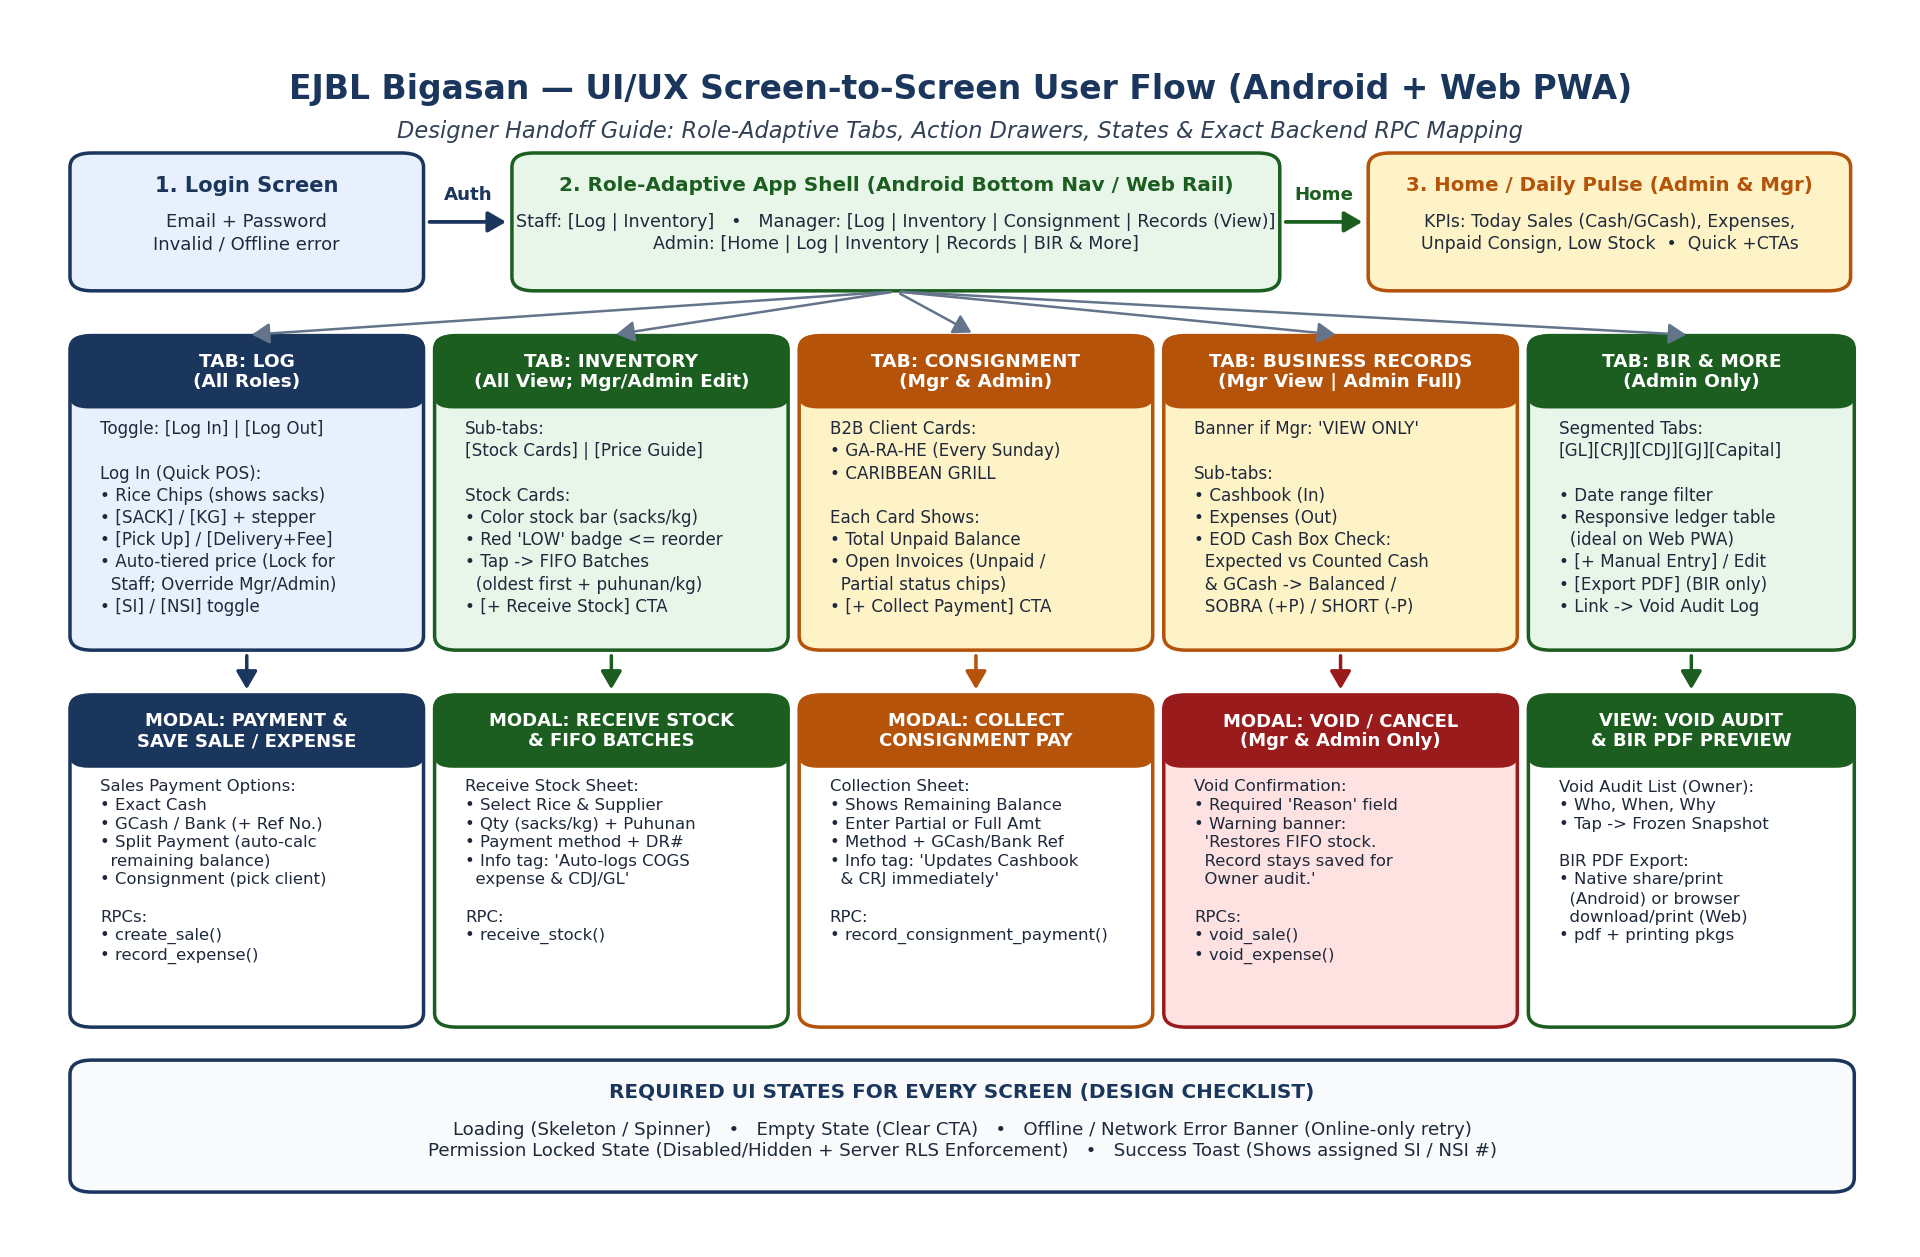 EJBL Bigasan — UI/UX Screen-to-Screen User Flow (Android + Web PWA)
Designer Handoff Guide: Role-Adaptive Tabs, Action Drawers, States & Exact Backend RPC Mapping
1. Login Screen
Email + Password
Invalid / Offline error
Auth
2. Role-Adaptive App Shell (Android Bottom Nav / Web Rail)
Staff: [Log | Inventory]   •   Manager: [Log | Inventory | Consignment | Records (View)]
Admin: [Home | Log | Inventory | Records | BIR & More]
Home
3. Home / Daily Pulse (Admin & Mgr)
KPIs: Today Sales (Cash/GCash), Expenses,
Unpaid Consign, Low Stock  •  Quick +CTAs
TAB: LOG
(All Roles)
Toggle: [Log In] | [Log Out]
Log In (Quick POS):
• Rice Chips (shows sacks)
• [SACK] / [KG] + stepper
• [Pick Up] / [Delivery+Fee]
• Auto-tiered price (Lock for
Staff; Override Mgr/Admin)
• [SI] / [NSI] toggle
TAB: INVENTORY
(All View; Mgr/Admin Edit)
Sub-tabs:
[Stock Cards] | [Price Guide]
Stock Cards:
• Color stock bar (sacks/kg)
• Red 'LOW' badge <= reorder
• Tap -> FIFO Batches
(oldest first + puhunan/kg)
• [+ Receive Stock] CTA
TAB: CONSIGNMENT
(Mgr & Admin)
B2B Client Cards:
• GA-RA-HE (Every Sunday)
• CARIBBEAN GRILL
Each Card Shows:
• Total Unpaid Balance
• Open Invoices (Unpaid /
Partial status chips)
• [+ Collect Payment] CTA
TAB: BUSINESS RECORDS
(Mgr View | Admin Full)
Banner if Mgr: 'VIEW ONLY'
Sub-tabs:
• Cashbook (In)
• Expenses (Out)
• EOD Cash Box Check:
Expected vs Counted Cash
& GCash -> Balanced /
SOBRA (+P) / SHORT (-P)
TAB: BIR & MORE
(Admin Only)
Segmented Tabs:
[GL][CRJ][CDJ][GJ][Capital]
• Date range filter
• Responsive ledger table
(ideal on Web PWA)
• [+ Manual Entry] / Edit
• [Export PDF] (BIR only)
• Link -> Void Audit Log
MODAL: PAYMENT &
SAVE SALE / EXPENSE
Sales Payment Options:
• Exact Cash
• GCash / Bank (+ Ref No.)
• Split Payment (auto-calc
remaining balance)
• Consignment (pick client)
RPCs:
• create_sale()
• record_expense()
MODAL: RECEIVE STOCK
& FIFO BATCHES
Receive Stock Sheet:
• Select Rice & Supplier
• Qty (sacks/kg) + Puhunan
• Payment method + DR#
• Info tag: 'Auto-logs COGS
expense & CDJ/GL'
RPC:
• receive_stock()
MODAL: COLLECT
CONSIGNMENT PAY
Collection Sheet:
• Shows Remaining Balance
• Enter Partial or Full Amt
• Method + GCash/Bank Ref
• Info tag: 'Updates Cashbook
& CRJ immediately'
RPC:
• record_consignment_payment()
MODAL: VOID / CANCEL
(Mgr & Admin Only)
Void Confirmation:
• Required 'Reason' field
• Warning banner:
'Restores FIFO stock.
Record stays saved for
Owner audit.'
RPCs:
• void_sale()
• void_expense()
VIEW: VOID AUDIT
& BIR PDF PREVIEW
Void Audit List (Owner):
• Who, When, Why
• Tap -> Frozen Snapshot
BIR PDF Export:
• Native share/print
(Android) or browser
download/print (Web)
• pdf + printing pkgs
REQUIRED UI STATES FOR EVERY SCREEN (DESIGN CHECKLIST)
Loading (Skeleton / Spinner)   •   Empty State (Clear CTA)   •   Offline / Network Error Banner (Online-only retry)
Permission Locked State (Disabled/Hidden + Server RLS Enforcement)   •   Success Toast (Shows assigned SI / NSI #)